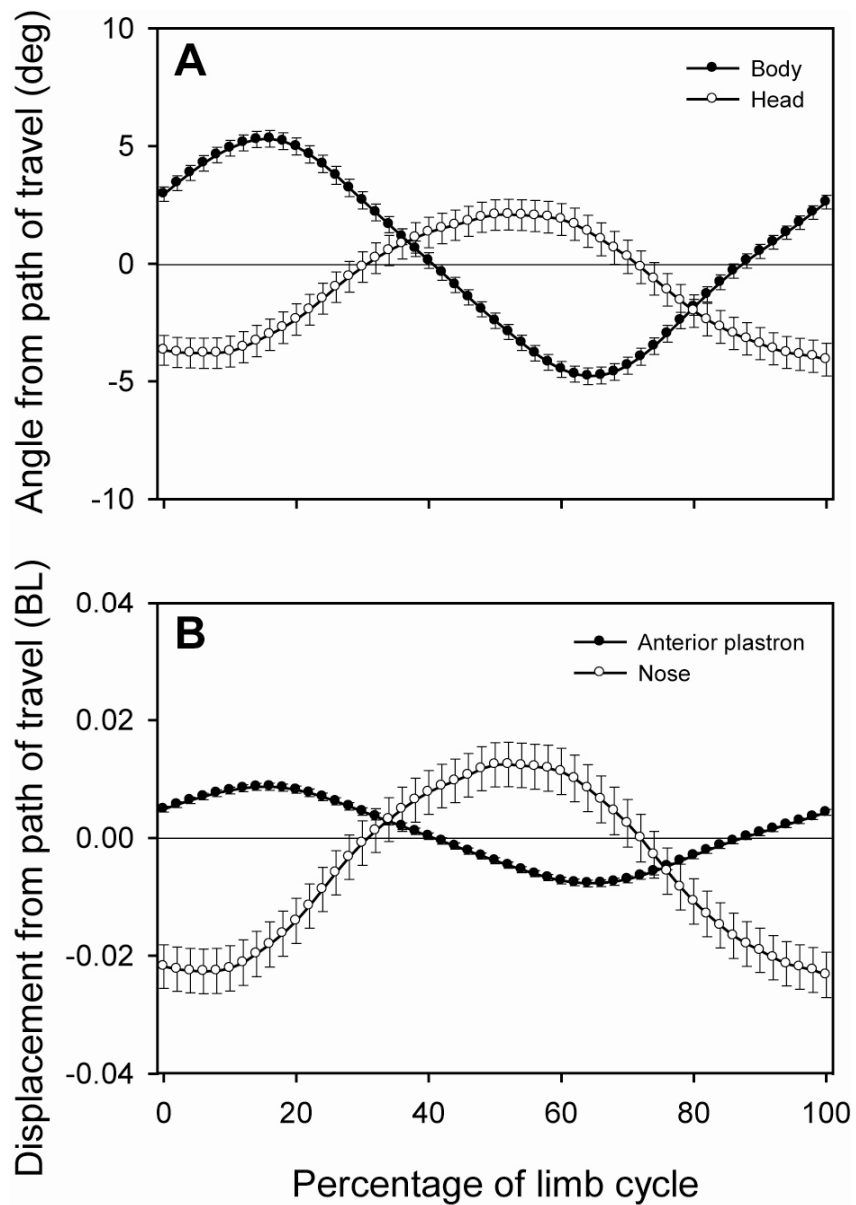 A
Body
Head
Angle from path of travel (deg)
10
5
0
-5
-10
B
Anterior plastron
Nose
Displacement from path of travel (BL)
0.04
0.02
0.00
-0.02
-0.04
0 20 40 60 80 100
Percentage of limb cycle